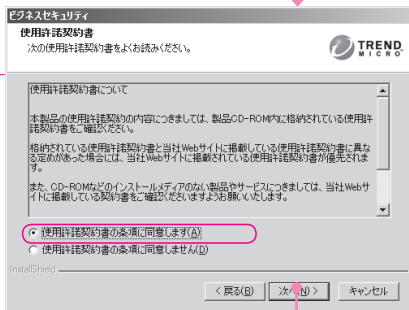 ビジネスセキュリティ
使用許諾契約書
次の使用許諾契約書をよくお読みください。
TREND
MICRO
使用許諾契約書について
本製品の使用許諾契約の内容につきましては、製品CD-ROM内に格納されている使用許
諾契約書をご確認ください。
格納されている使用許諾契約書と当社Webサイトに掲載している使用許諾契約書に異な
る定めがあった場合には、当社Webサイトに掲載されている使用許諾契約書が優先されま
す。
また、CD-ROMなどのインストールメディアのない製品やサービスにつきましては、当社Webサ
イトに掲載している契約書をご確認くださいますようお願いいたします。
使用許諾契約書の条項に同意します(A)
使用許諾契約書の条項に同意しません(D)
InstallShield
< 戻る(B) 次へ(N) > キャンセル